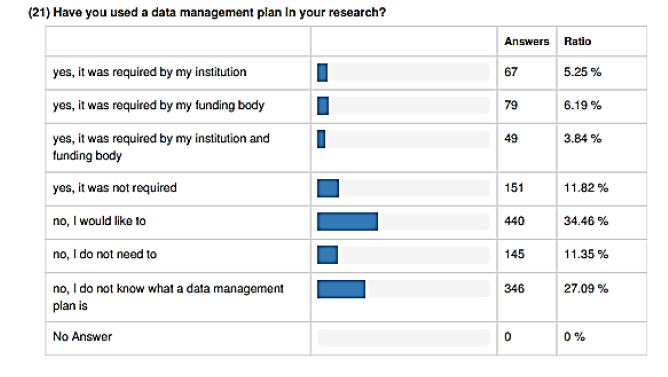 (21) Have you used a data management plan in your research?
Answers Ratio
yes, it was required by my institution 67 5.25 %
yes, it was required by my funding body 79 6.19 %
yes, it was required by my institution and
funding body 49 3.84 %
yes, it was not required 151 11.82 %
no, I would like to 440 34.46 %
no, I do not need to 145 11.35 %
no, I do not know what a data management
plan is 346 27.09 %
No Answer 0 0 %